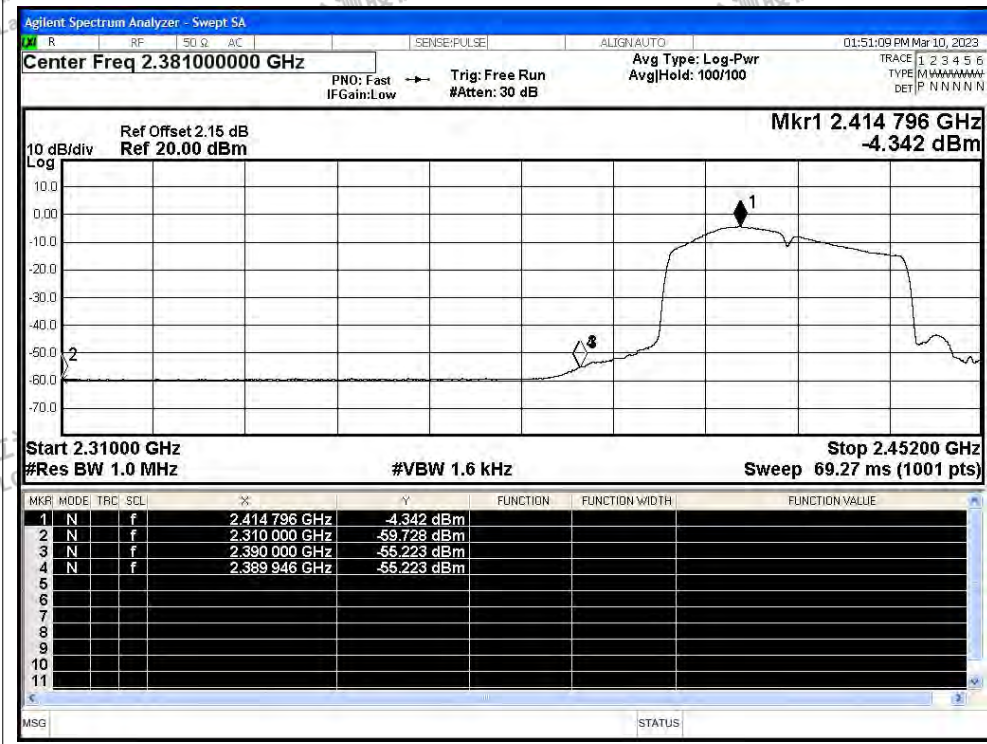 Agilent Spectrum Analyzer - Swept SA
R RF 50 Ω AC SENSE:PULSE ALIGN AUTO 01:51:09 PM Mar 10, 2023
Center Freq 2.381000000 GHz
PNO: Fast
IFGain:Low
Trig: Free Run
#Atten: 30 dB
Avg Type: Log-Pwr
Avg|Hold: 100/100
TRACE 1 2 3 4 5 6
TYPE M
DET P N N N N N
Mkr1 2.414 796 GHz
-4.342 dBm
Ref Offset 2.15 dB
10 dB/div Ref 20.00 dBm
Log
10.0
0.00
-10.0
-20.0
-30.0
-40.0
-50.0
-60.0
-70.0
1
2
Start 2.31000 GHz Stop 2.45200 GHz
#Res BW 1.0 MHz #VBW 1.6 kHz Sweep 69.27 ms (1001 pts)
MKR MODE TRC SCL X Y FUNCTION FUNCTION WIDTH FUNCTION VALUE
1 N f 2.414 796 GHz -4.342 dBm
2 N f 2.310 000 GHz -59.728 dBm
3 N f 2.390 000 GHz -55.223 dBm
4 N f 2.389 946 GHz -55.223 dBm
5
6
7
8
9
10
11
MSG STATUS